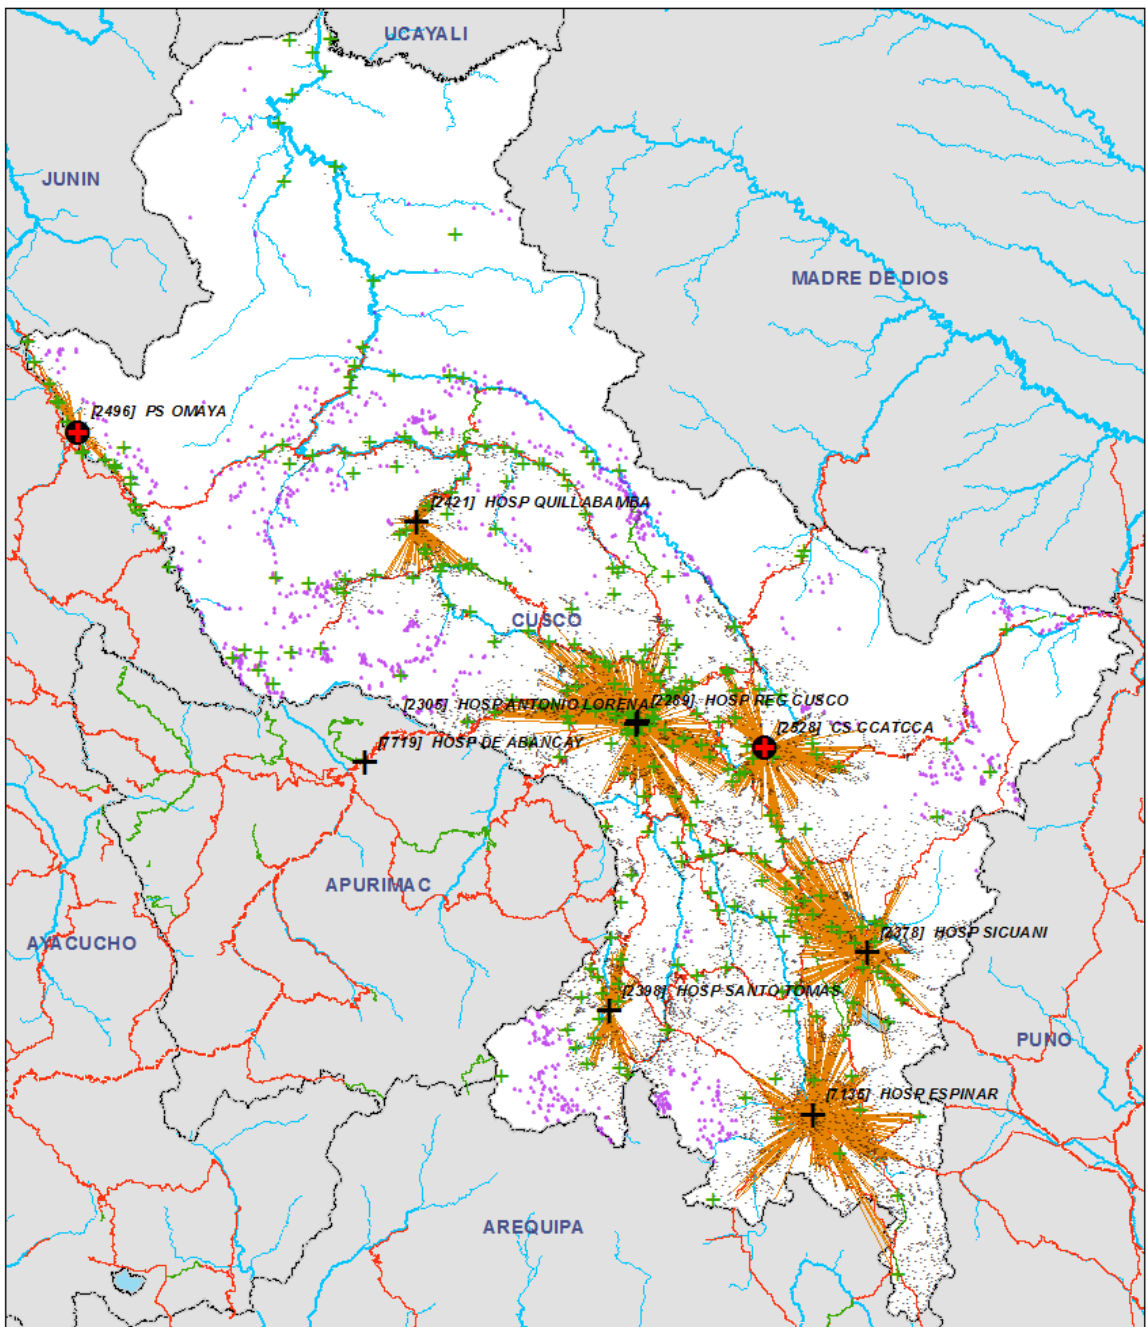 UCAYALI
JUNIN
MADRE DE DIOS
[2496] PS OMAYA
[2421] HOSP QUILLABAMBA
CUSCO
[2305] HOSP ANTONIO LORENA
[2289] HOSP REG CUSCO
[2528] CS CCATCCA
[7719] HOSP DE ABANCAY
APURIMAC
AYACUCHO
[2378] HOSP SICUANI
[2398] HOSP SANTO TOMAS
PUNO
[7136] HOSP ESPINAR
AREQUIPA